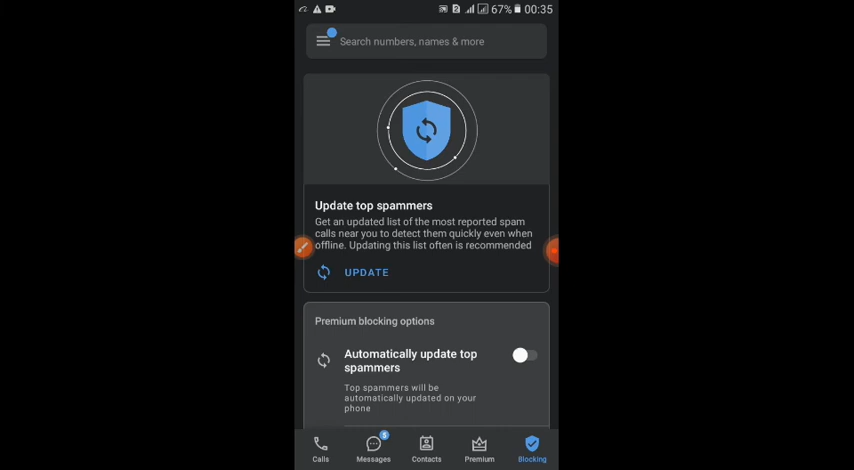 67% 00:35
Search numbers, names & more
Update top spammers
Get an updated list of the most reported spam
calls near you to detect them quickly even when
offline. Updating this list often is recommended
UPDATE
Premium blocking options
Automatically update top
spammers
Top spammers will be
automatically updated on your
phone
5
Calls Messages Contacts Premium Blocking